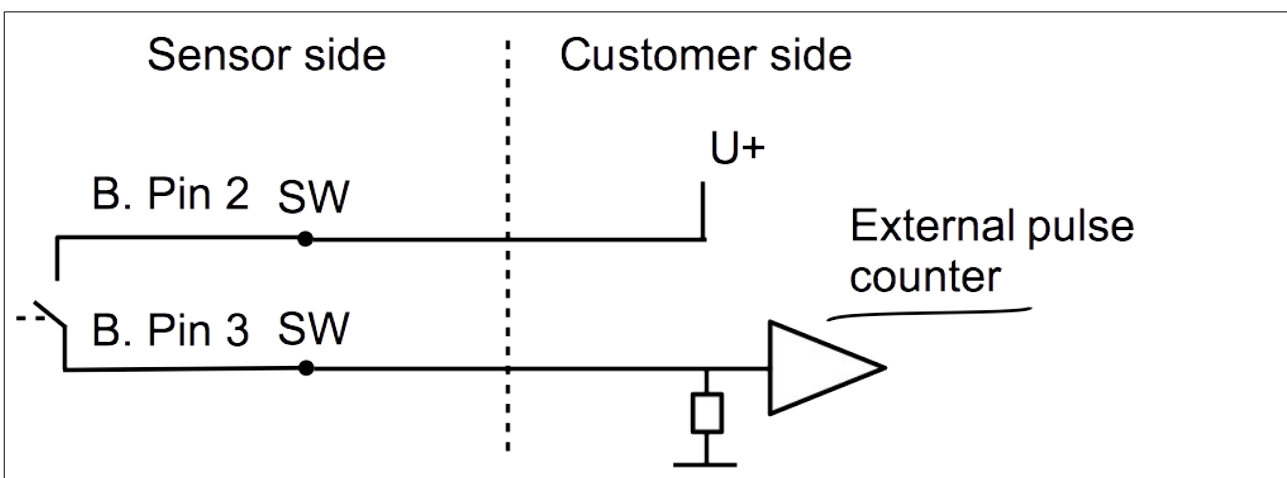 Sensor side
Customer side
U+
B. Pin 2 SW
External pulse
counter
B. Pin 3 SW